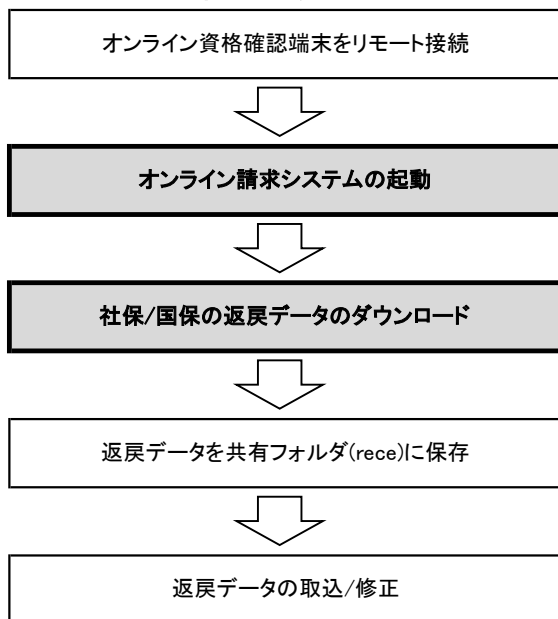 オンライン資格確認端末をリモート接続
オンライン請求システムの起動
社保/国保の返戻データのダウンロード
返戻データを共有フォルダ(rece)に保存
返戻データの取込/修正